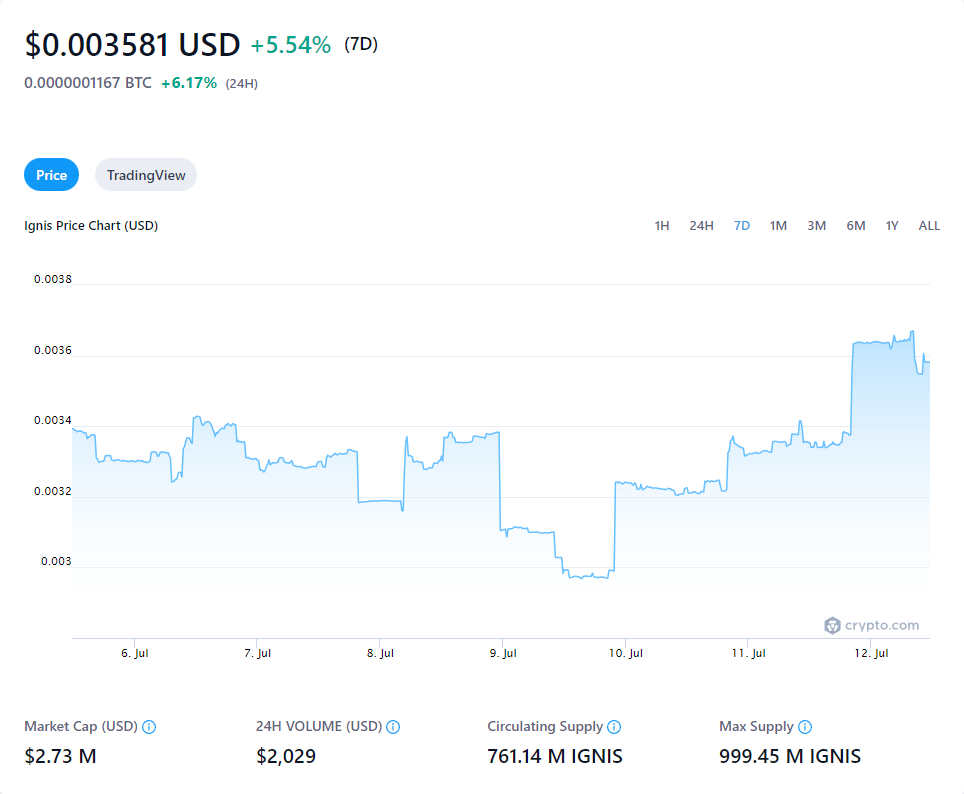 $0.003581 USD +5.54% (7D)
0.0000001167 BTC +6.17% (24H)
Price TradingView
Ignis Price Chart (USD) 1H 24H 7D 1M 3M 6M 1Y ALL
0.0038
0.0036
0.0034
0.0032
0.003
crypto.com
6. Jul 7. Jul 8. Jul 9. Jul 10. Jul 11. Jul 12. Jul
Market Cap (USD) 24H VOLUME (USD) Circulating Supply Max Supply
$2.73 M $2,029 761.14 M IGNIS 999.45 M IGNIS